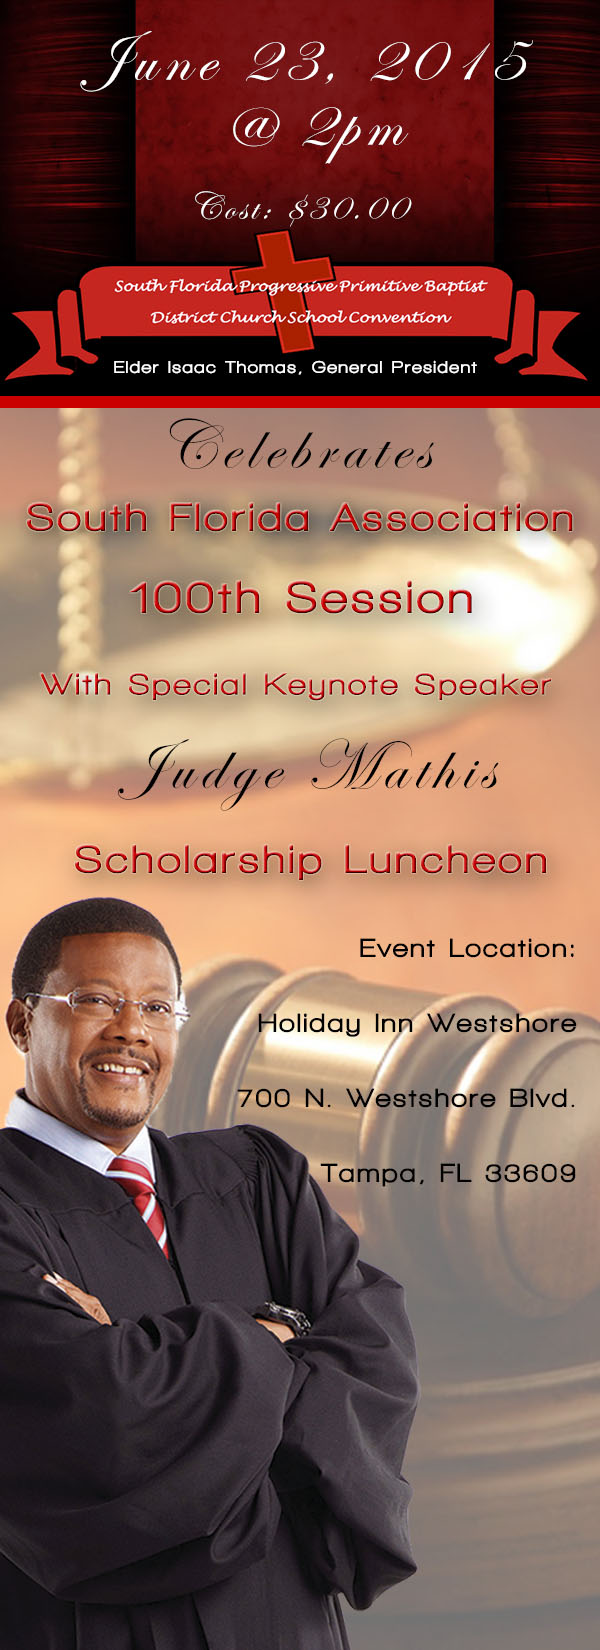 June 23, 2015
@ 2pm
Cost: $30.00
South Florida Progressive Primitive Baptist
District Church School Convention
Elder Isaac Thomas, General President
Celebrates
South Florida Association
100th Session
With Special Keynote Speaker
Judge Mathis
Scholarship Luncheon
Event Location:
Holiday Inn Westshore
700 N. Westshore Blvd.
Tampa, FL 33609